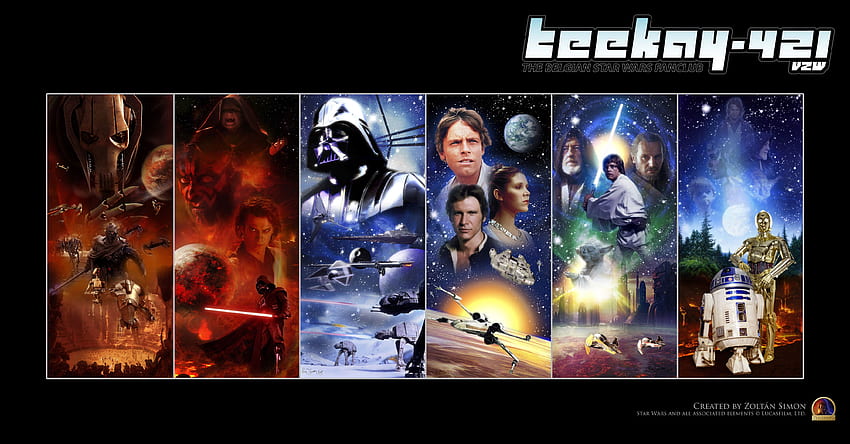 teekay-421
THE BELGIAN STAR WARS FANCLUB
VZW
CREATED BY ZOLTÁN SIMON
STAR WARS AND ALL ASSOCIATED ELEMENTS © LUCASFILM, LTD.